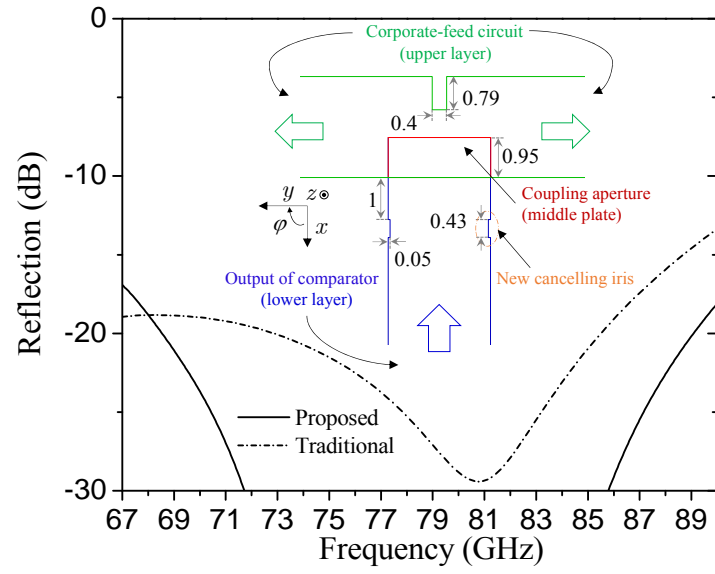 0
-10
-20
-30
Reflection (dB)
67 69 71 73 75 77 79 81 83 85 87 89
Frequency (GHz)
Corporate-feed circuit
(upper layer)
0.79
0.4
0.95
Coupling aperture
(middle plate)
y z
φ x
1
0.43
0.05
New cancelling iris
Output of comparator
(lower layer)
Proposed
Traditional